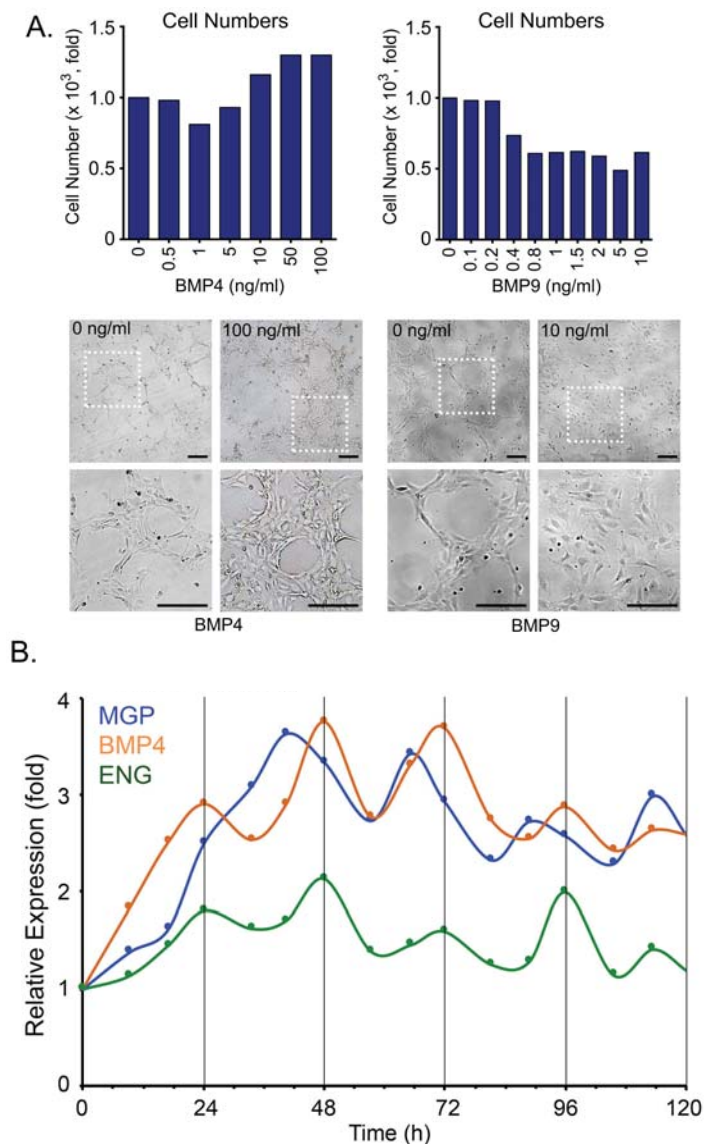 A.
Cell Numbers
Cell Number (x 10³, fold)
1.5
1.0
0.5
0
0 0.5 1 5 10 50 100
BMP4 (ng/ml)
Cell Numbers
Cell Number (x 10³, fold)
1.5
1.0
0.5
0
0 0.1 0.2 0.4 0.8 1 1.5 2 5 10
BMP9 (ng/ml)
0 ng/ml
100 ng/ml
0 ng/ml
10 ng/ml
BMP4
BMP9
B.
Relative Expression (fold)
4
3
2
1
0
MGP
BMP4
ENG
0 24 48 72 96 120
Time (h)